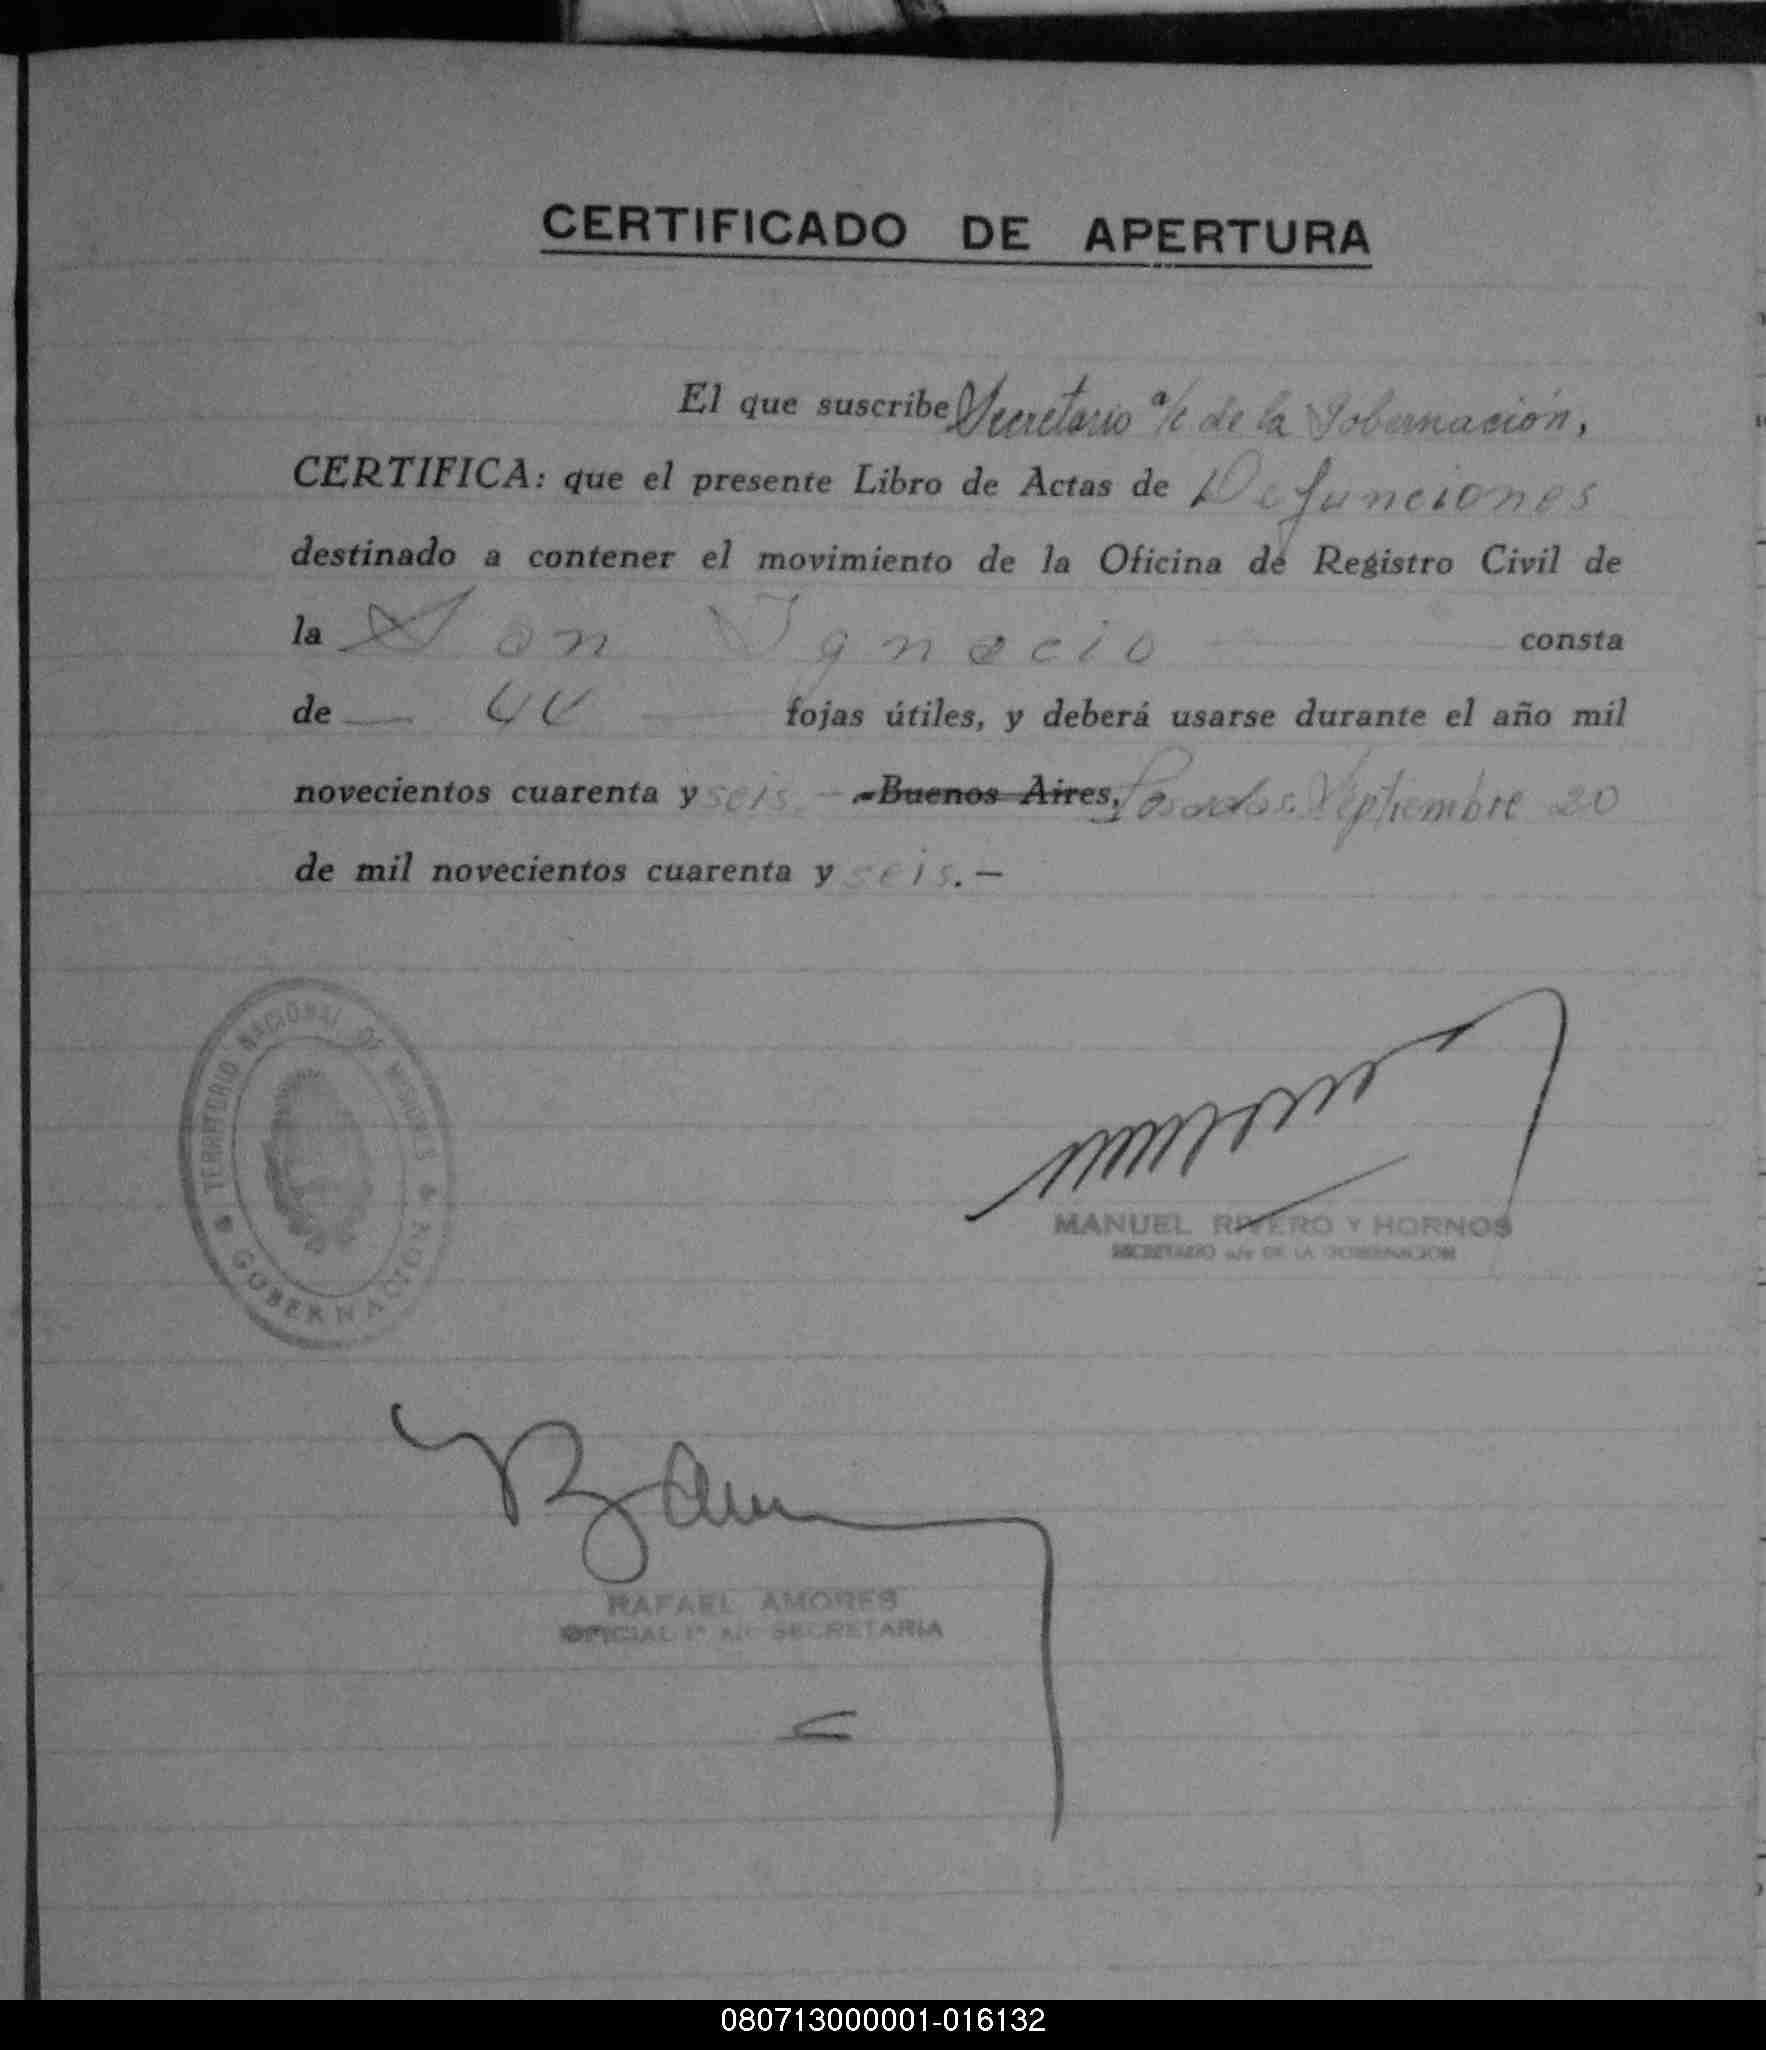 CERTIFICADO DE APERTURA
El que suscribe Secretario a/c de la Gobernación,
CERTIFICA: que el presente Libro de Actas de Defunciones
destinado a contener el movimiento de la Oficina de Registro Civil de
la San Ignacio consta
de — 44 — fojas útiles, y deberá usarse durante el año mil
novecientos cuarenta y seis. – Buenos Aires, Posadas. Septiembre 20
de mil novecientos cuarenta y seis. —
TERRITORIO NACIONAL DE MISIONES
GOBERNACION
MANUEL RIVERO Y HORNOS
SECRETARIO a/c DE LA GOBERNACION
RAFAEL AMORES
OFICIAL 1º SECRETARIA
080713000001-016132